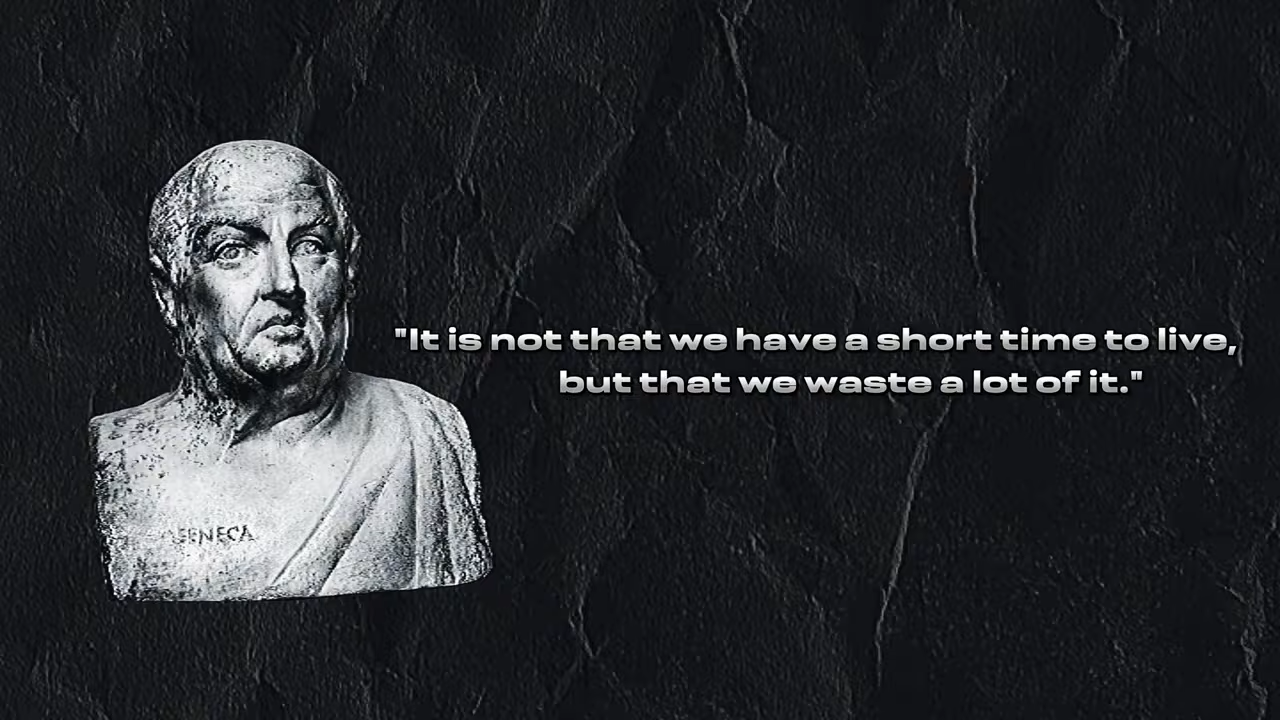 "It is not that we have a short time to live,
but that we waste a lot of it."
SENECA